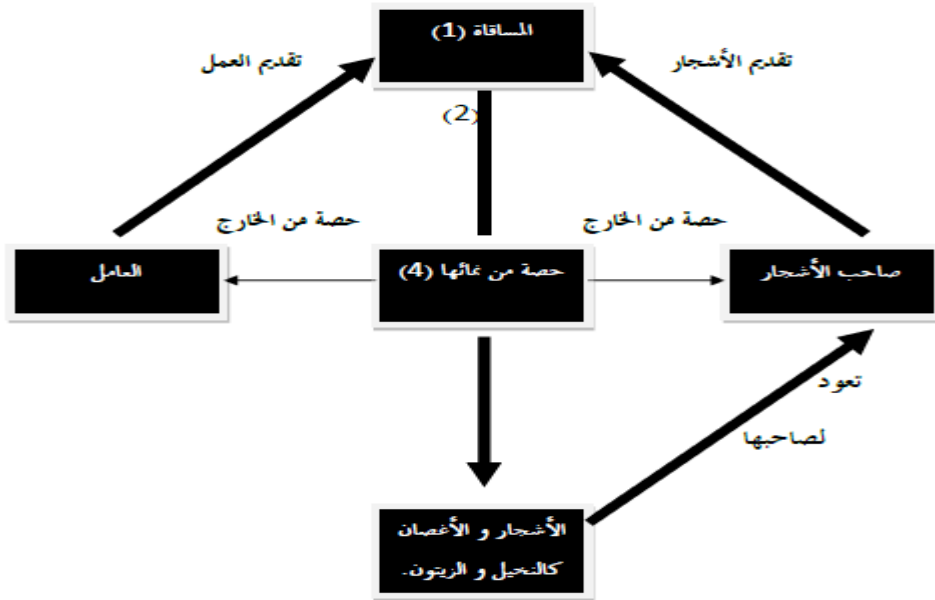 المساقاة (1)
تقديم الأشجار
تقديم العمل
(2)
حصة من الخارج
حصة من الخارج
صاحب الأشجار
حصة من نمائها (4)
العامل
تعود
لصاحبها
الأشجار و الأغصان
كالنخيل و الزيتون.